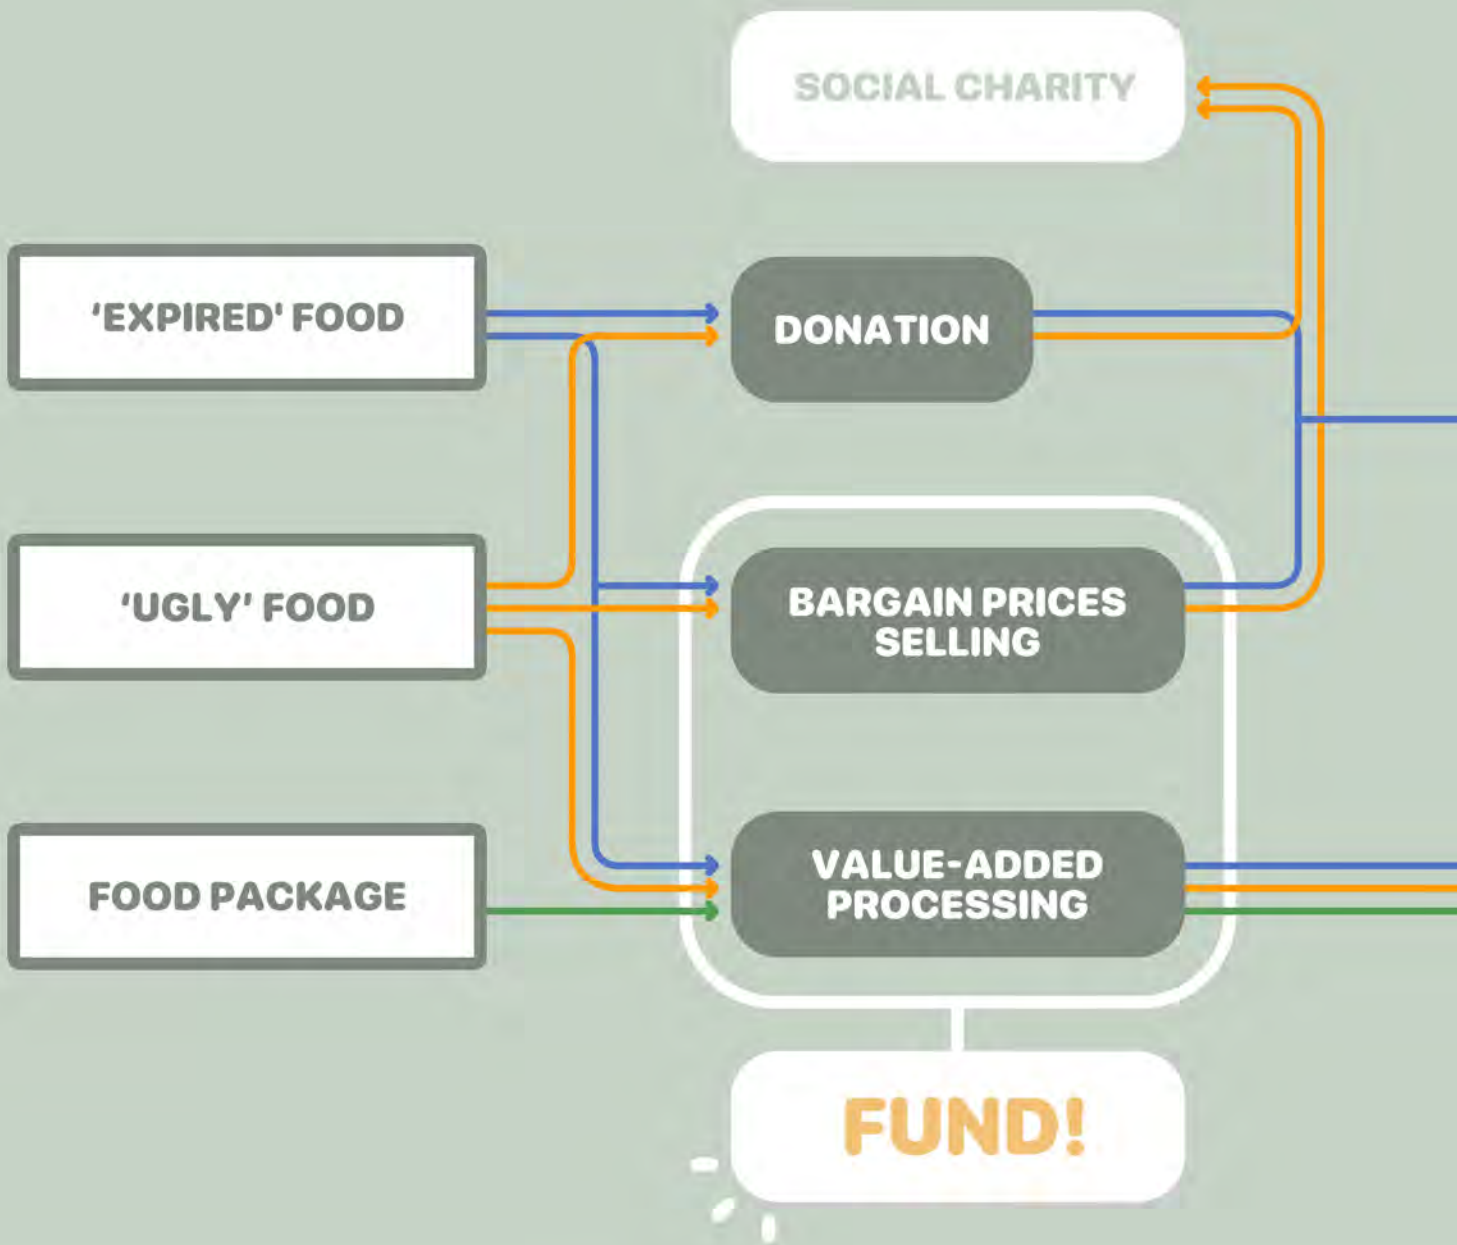 SOCIAL CHARITY
‘EXPIRED' FOOD
DONATION
‘UGLY’ FOOD
BARGAIN PRICES
SELLING
FOOD PACKAGE
VALUE-ADDED
PROCESSING
FUND!